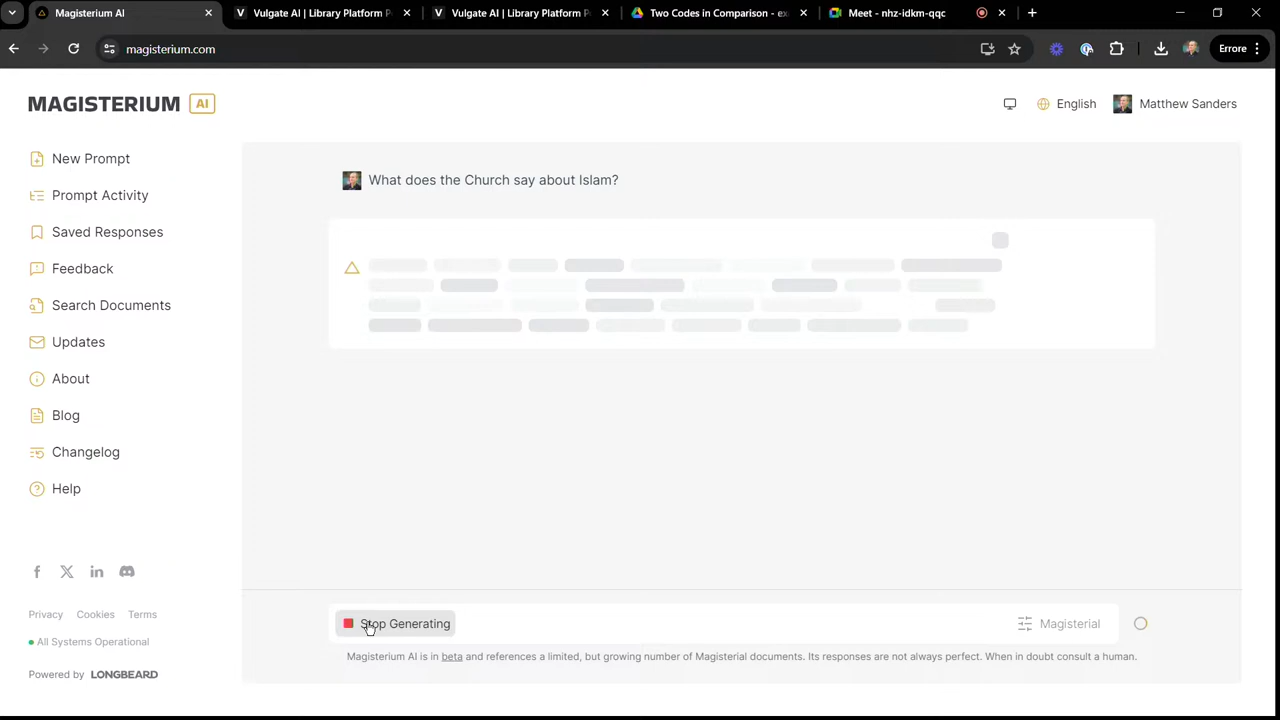 Magisterium AI
Vulgate AI | Library Platform P
Vulgate AI | Library Platform P
Two Codes in Comparison - ex
Meet - nhz-idkm-qqc
magisterium.com
Errore
MAGISTERIUM AI
English
Matthew Sanders
New Prompt
Prompt Activity
Saved Responses
Feedback
Search Documents
Updates
About
Blog
Changelog
Help
What does the Church say about Islam?
Privacy Cookies Terms
All Systems Operational
Powered by LONGBEARD
Stop Generating
Magisterial
Magisterium AI is in beta and references a limited, but growing number of Magisterial documents. Its responses are not always perfect. When in doubt consult a human.